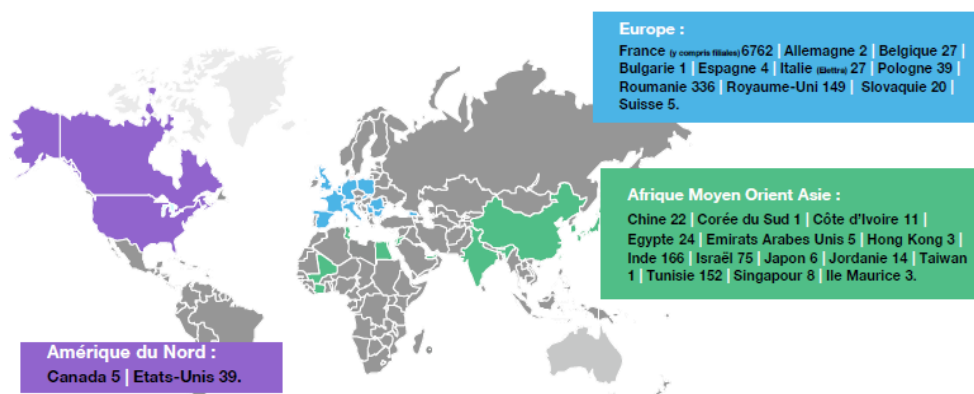 Europe :
France (y compris filiales) 6762 | Allemagne 2 | Belgique 27
Bulgarie 1 | Espagne 4 | Italie (Elettra) 27 | Pologne 39
Roumanie 336 | Royaume-Uni 149 | Slovaquie 20
Suisse 5.
Afrique Moyen Orient Asie :
Chine 22 | Corée du Sud 1 | Côte d'Ivoire 11 |
Egypte 24 | Emirats Arabes Unis 5 | Hong Kong 3 |
Inde 166 | Israël 75 | Japon 6 | Jordanie 14 | Taiwan
1 | Tunisie 152 | Singapour 8 | Ile Maurice 3.
Amérique du Nord :
Canada 5 | Etats-Unis 39.